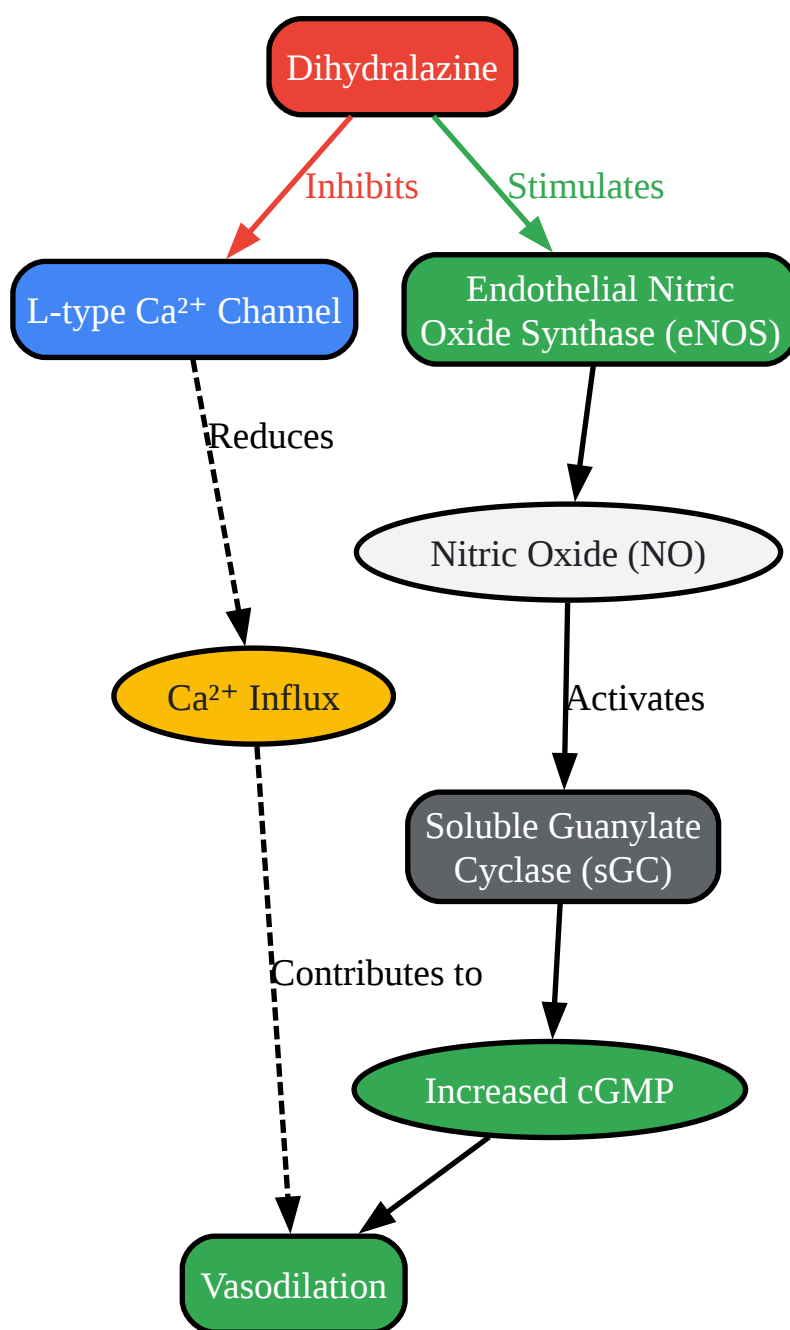 Dihydralazine
Inhibits
Stimulates
L-type Ca²⁺ Channel
Endothelial Nitric
Oxide Synthase (eNOS)
Reduces
Nitric Oxide (NO)
Ca²⁺ Influx
Activates
Soluble Guanylate
Cyclase (sGC)
Contributes to
Increased cGMP
Vasodilation